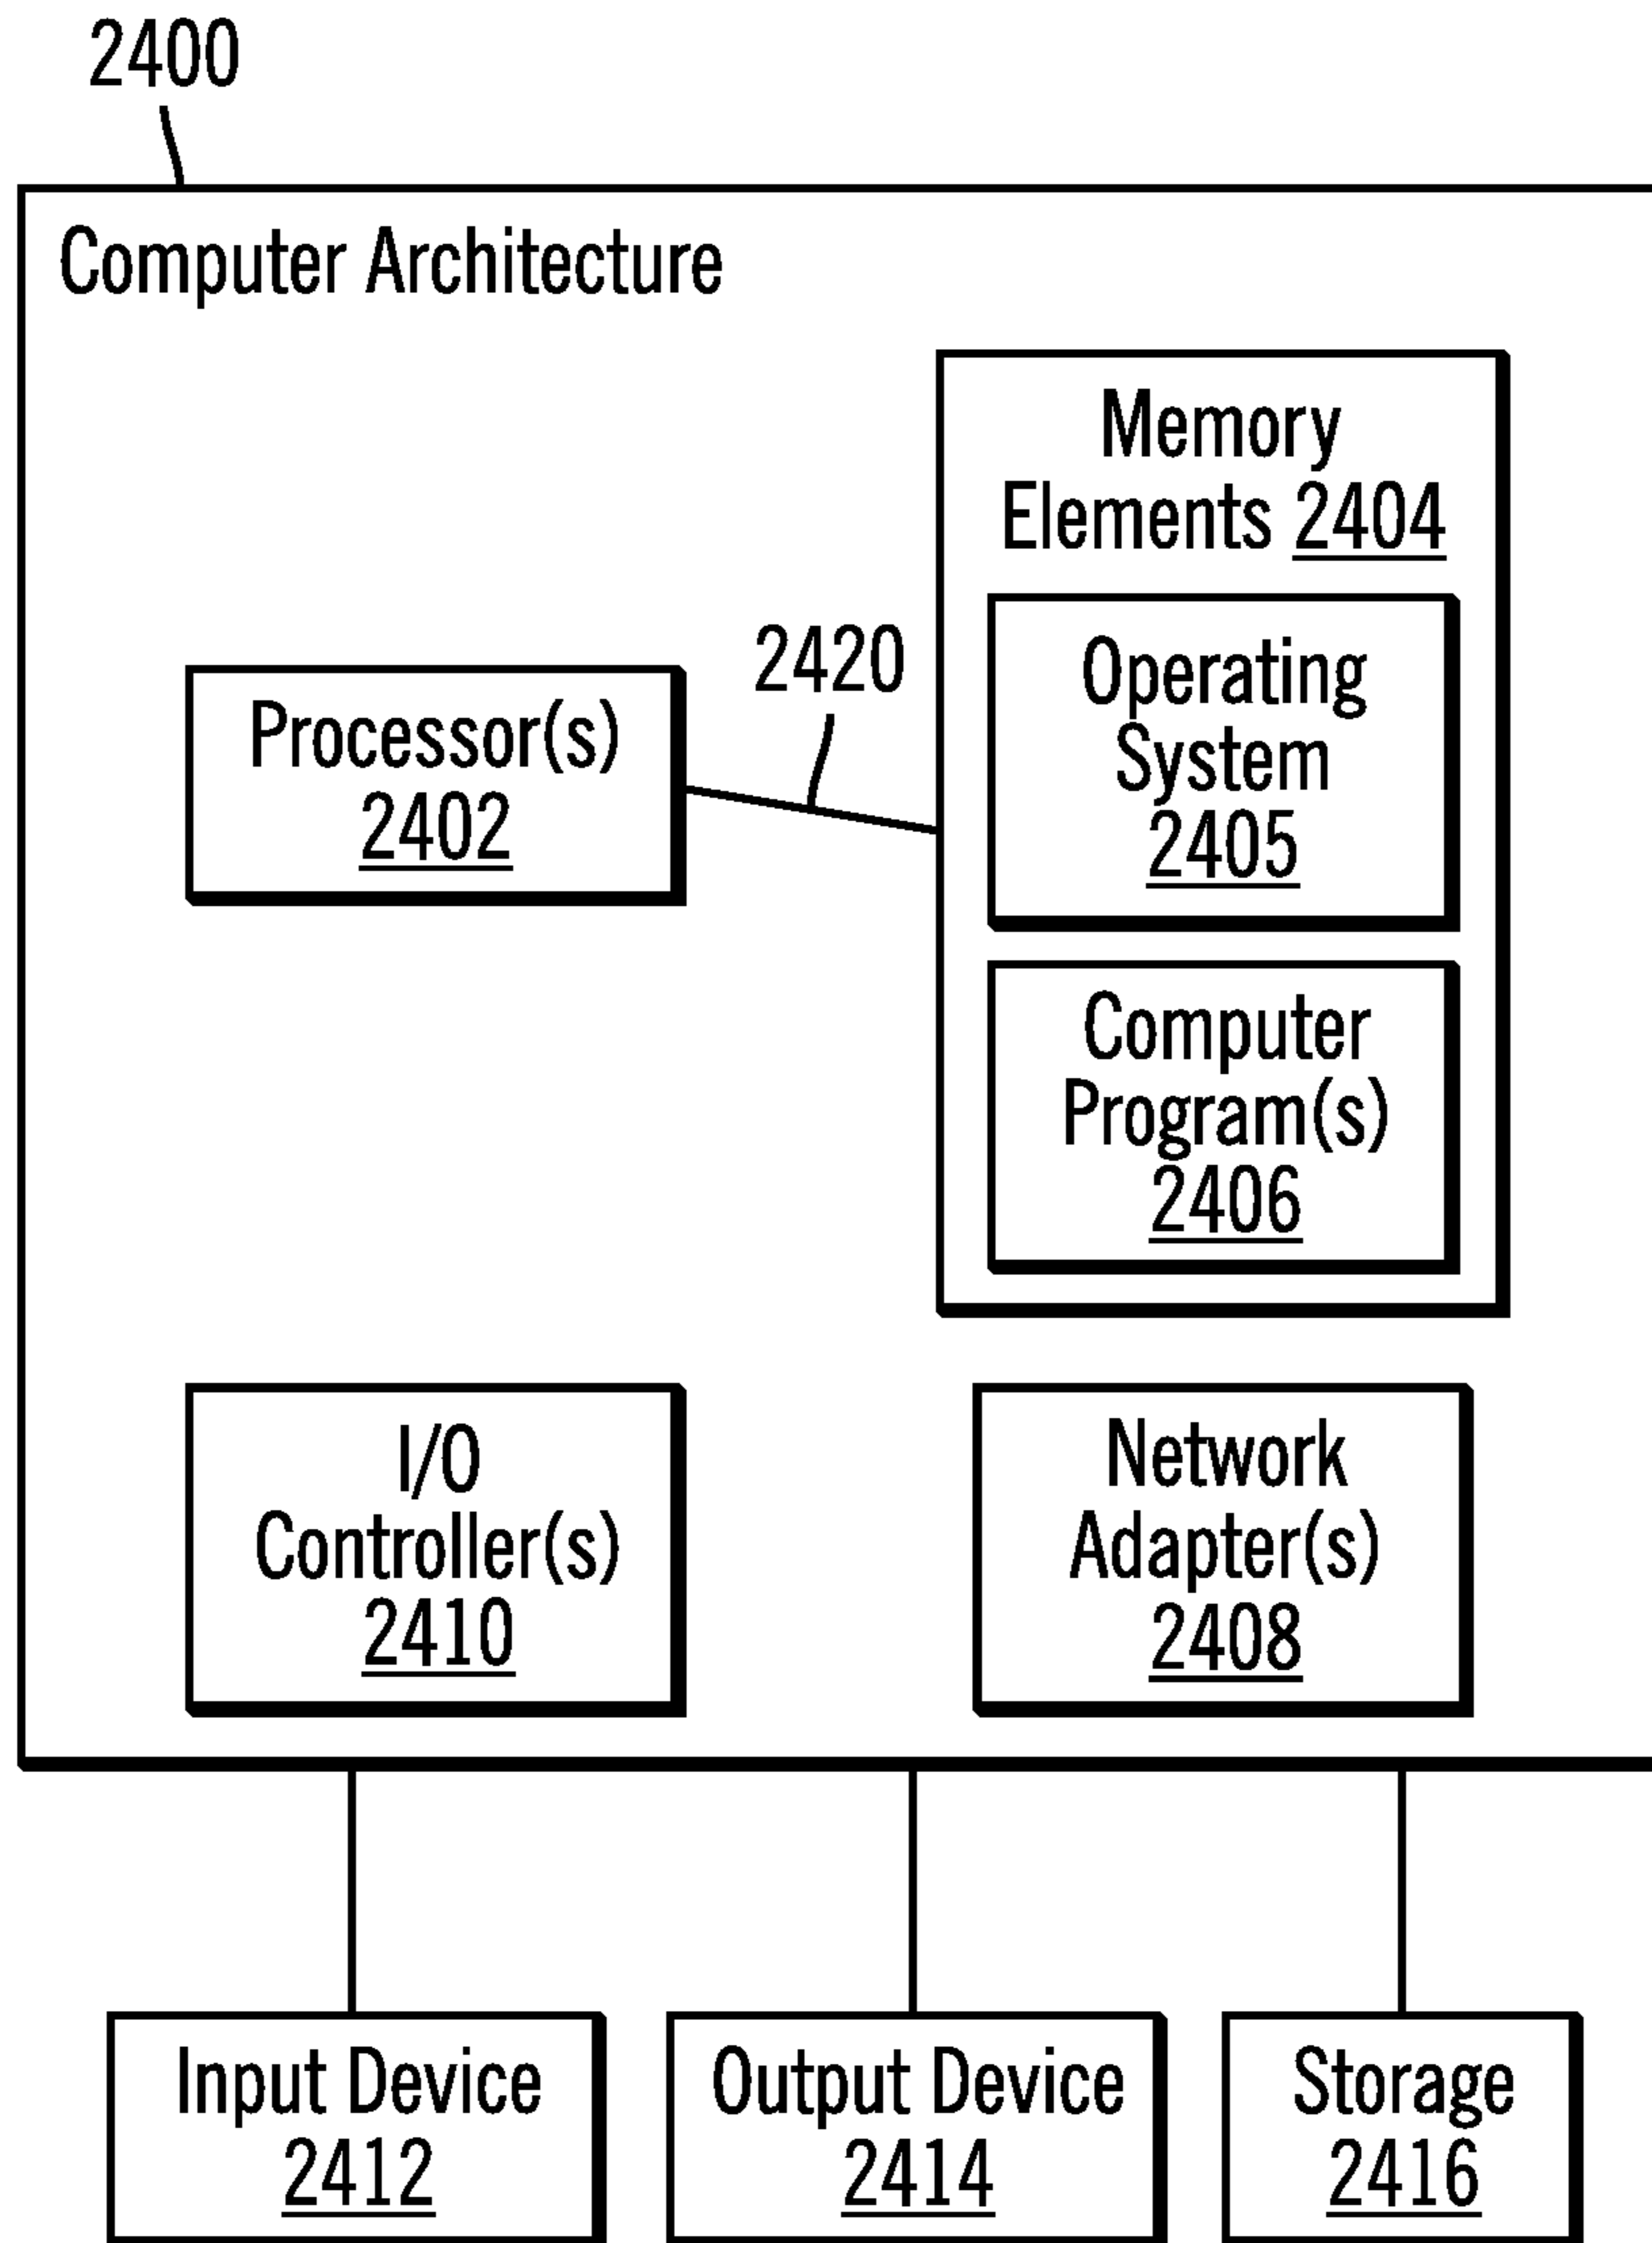 2400
Computer Architecture
Memory
Elements 2404
Operating
System
2405
2420
Processor(s)
2402
Computer
Program(s)
2406
I/O
Controller(s)
2410
Network
Adapter(s)
2408
Input Device
2412
Output Device
2414
Storage
2416